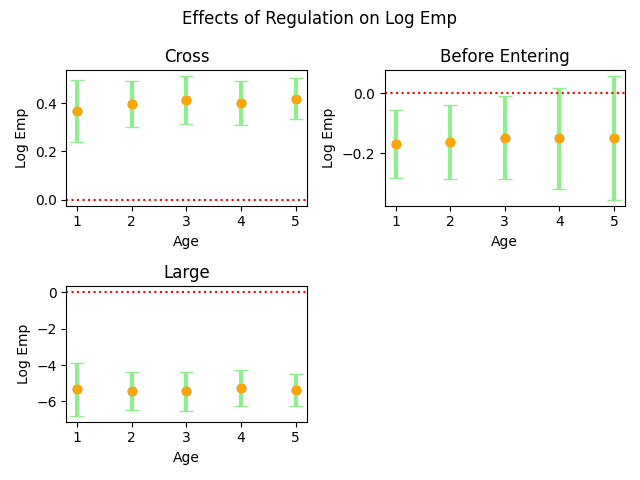 Effects of Regulation on Log Emp
Cross
Log Emp
0.4
0.2
0.0
1 2 3 4 5
Age
Before Entering
Log Emp
0.0
−0.2
1 2 3 4 5
Age
Large
Log Emp
0
−2
−4
−6
1 2 3 4 5
Age